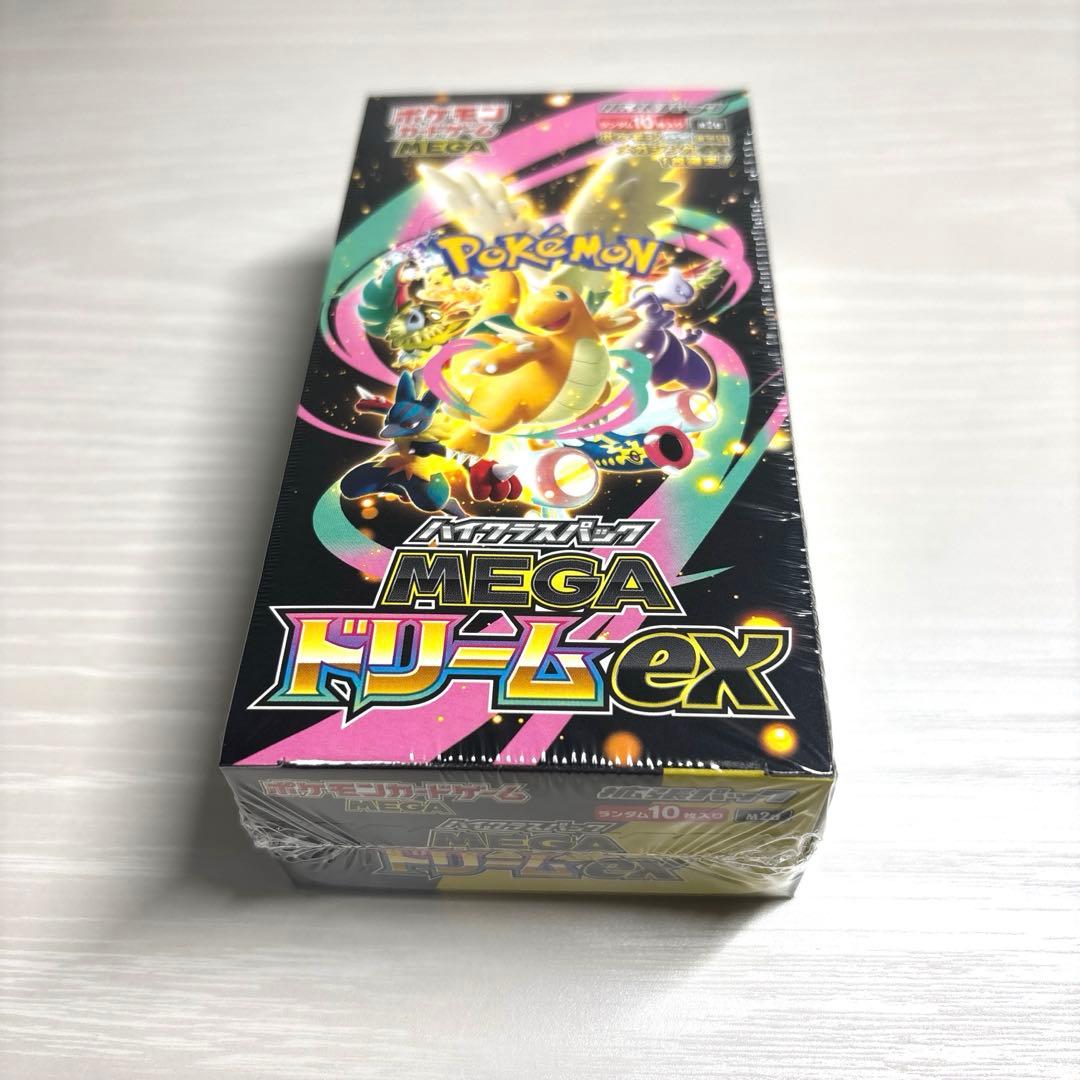 ポケモン
カードゲーム
MEGA
拡張パック
ランダム10枚入り M2a
POKÉMON
ハイクラスパック
MEGA
ドリームex
ポケモンカードゲーム
MEGA
拡張パック
ランダム10枚入り M2a
ハイクラスパック
MEGA
ドリームex